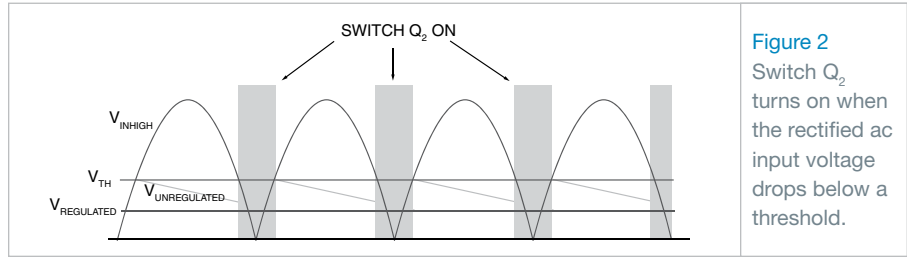 SWITCH Q2 ON
VINHIGH
VTH
VUNREGULATED
VREGULATED
Figure 2
Switch Q2
turns on when
the rectified ac
input voltage
drops below a
threshold.